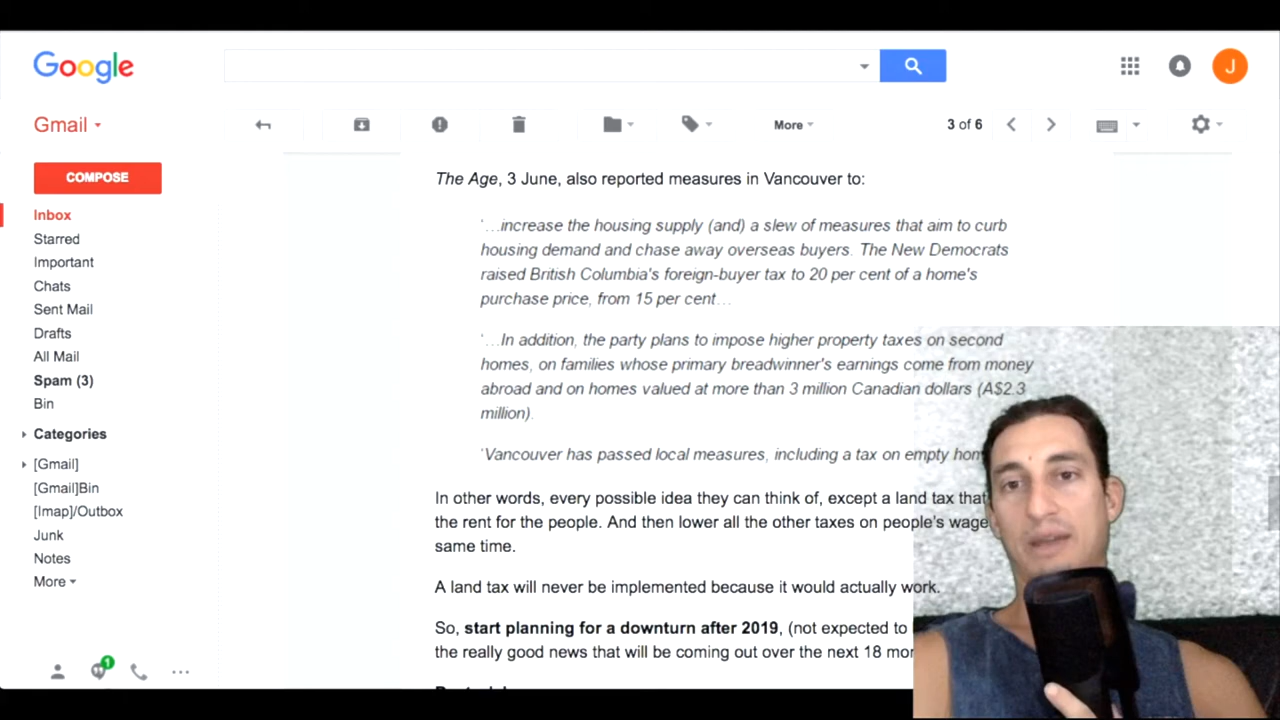 Google
J
Gmail
More
3 of 6
COMPOSE
Inbox
Starred
Important
Chats
Sent Mail
Drafts
All Mail
Spam (3)
Bin
Categories
[Gmail]
[Gmail]Bin
[Imap]/Outbox
Junk
Notes
More
1
The Age, 3 June, also reported measures in Vancouver to:
'…increase the housing supply (and) a slew of measures that aim to curb
housing demand and chase away overseas buyers. The New Democrats
raised British Columbia's foreign-buyer tax to 20 per cent of a home's
purchase price, from 15 per cent…
'…In addition, the party plans to impose higher property taxes on second
homes, on families whose primary breadwinner's earnings come from money
abroad and on homes valued at more than 3 million Canadian dollars (A$2.3
million).
'Vancouver has passed local measures, including a tax on empty
In other words, every possible idea they can think of, except a land tax that
the rent for the people. And then lower all the other taxes on people's
same time.
A land tax will never be implemented because it would actually work.
So, start planning for a downturn after 2019, (not expected to
the really good news that will be coming out over the next 18